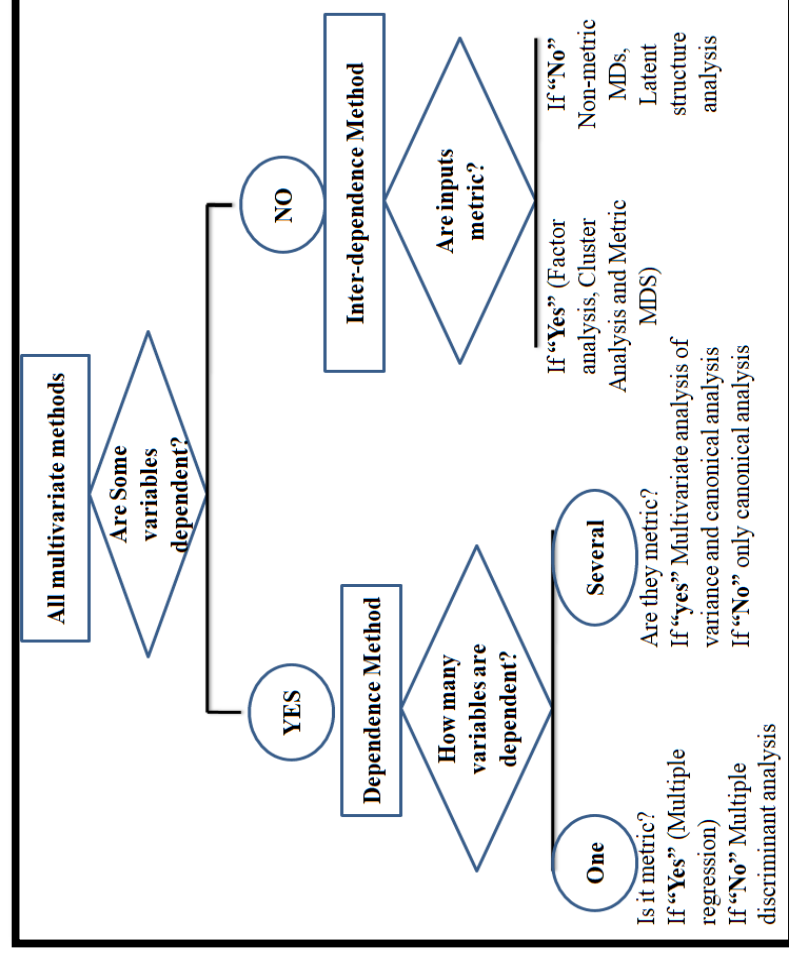 All multivariate methods
Are Some
variables
dependent?
YES
NO
Dependence Method
Inter-dependence Method
How many
variables are
dependent?
Are inputs
metric?
One
Several
Is it metric?
If “Yes” (Multiple
regression)
If “No” Multiple
discriminant analysis
Are they metric?
If “yes” Multivariate analysis of
variance and canonical analysis
If “No” only canonical analysis
If “Yes” (Factor
analysis, Cluster
Analysis and Metric
MDS)
If “No”
Non-metric
MDs,
Latent
structure
analysis